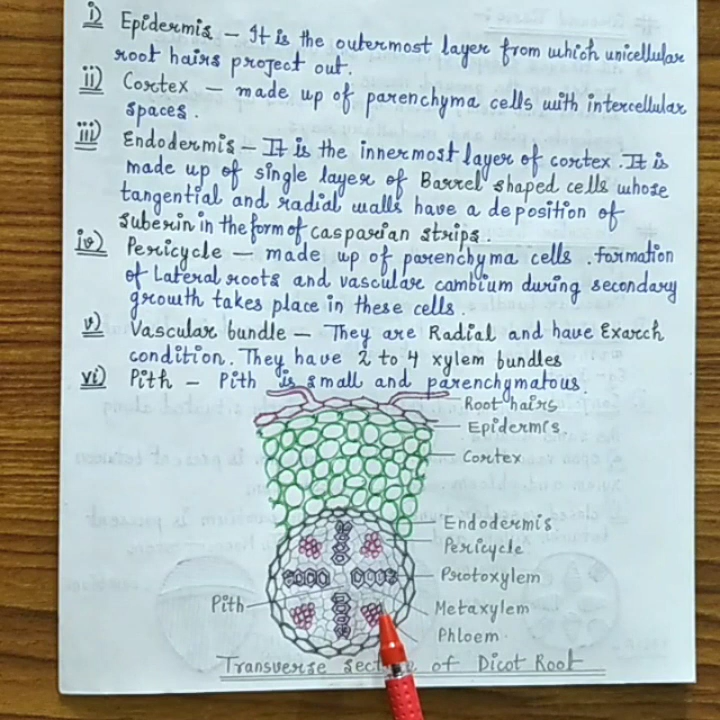 i) Epidermis – It is the outermost layer from which unicellular
root hairs project out.
ii) Cortex – made up of parenchyma cells with intercellular
spaces.
iii) Endodermis – It is the innermost layer of cortex. It is
made up of single layer of Barrel shaped cells whose
tangential and radial walls have a deposition of
suberin in the form of casparian strips.
iv) Pericycle – made up of parenchyma cells. formation
of Lateral roots and vascular cambium during secondary
growth takes place in these cells.
v) Vascular bundle – They are Radial and have Exarch
condition. They have 2 to 4 xylem bundles
vi) Pith – Pith is small and parenchymatous.
Root hairs
Epidermis.
Cortex
Endodermis.
Pericycle
Protoxylem
Pith
Metaxylem
Phloem.
Transverse Sect of Dicot Root